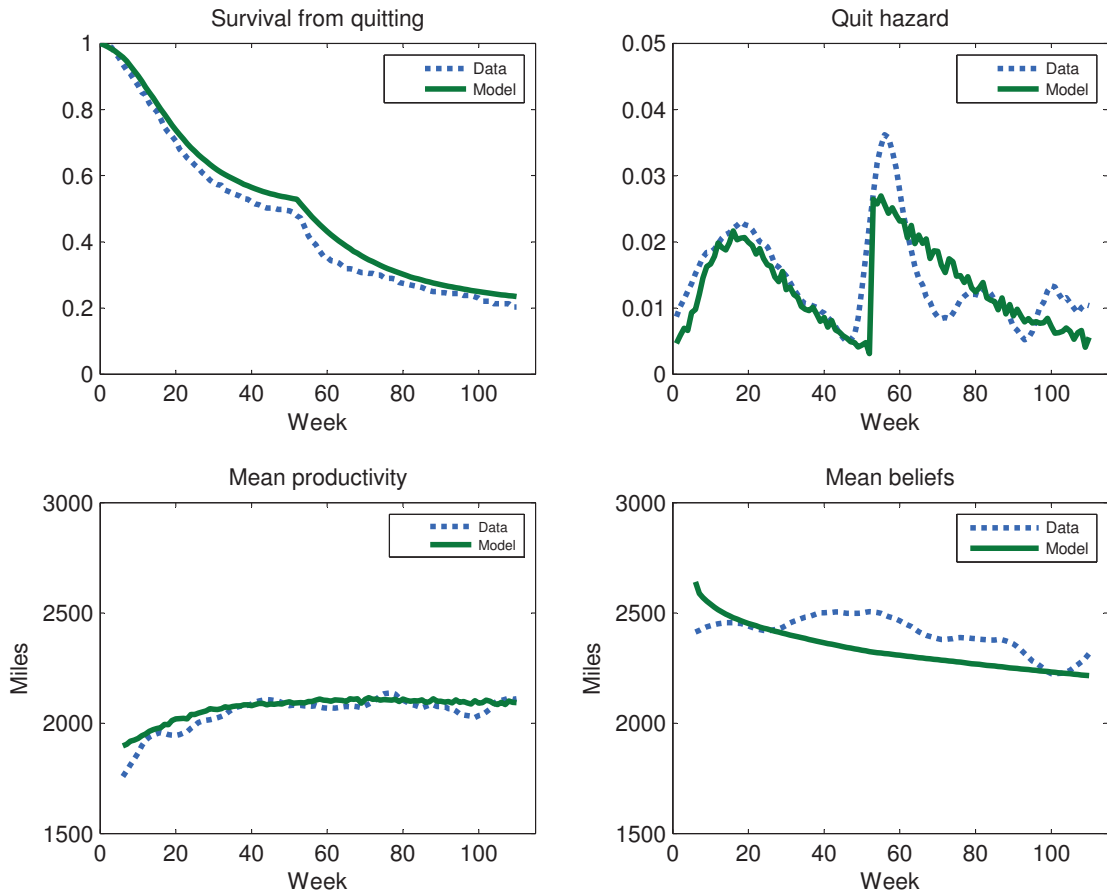 Survival from quitting
1
0.8
0.6
0.4
0.2
0
0 20 40 60 80 100
Week
Data
Model
Quit hazard
0.05
0.04
0.03
0.02
0.01
0
0 20 40 60 80 100
Week
Data
Model
Mean productivity
3000
2500
2000
1500
Miles
0 20 40 60 80 100
Week
Data
Model
Mean beliefs
3000
2500
2000
1500
Miles
0 20 40 60 80 100
Week
Data
Model